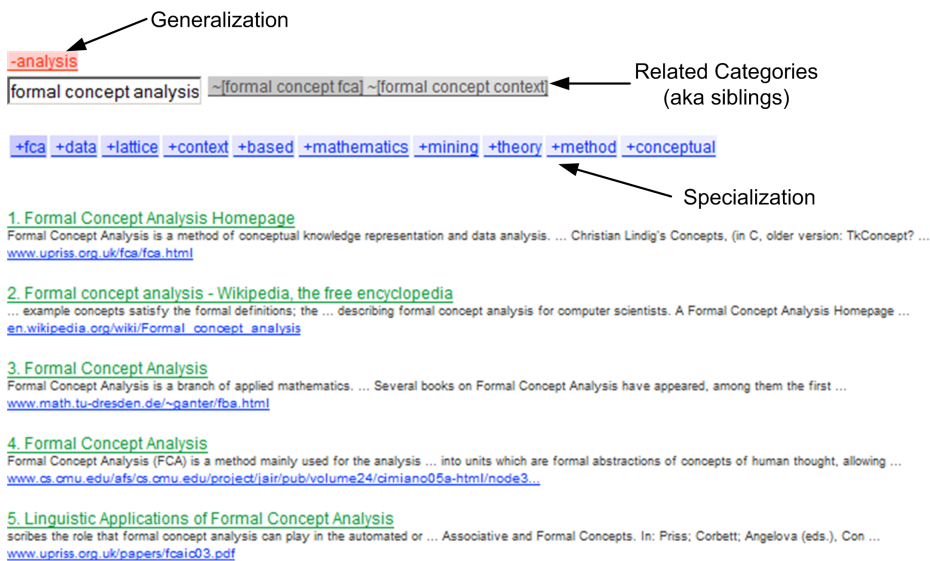 Generalization
-analysis
formal concept analysis ~[formal concept fca] ~[formal concept context]
Related Categories
(aka siblings)
+fca +data +lattice +context +based +mathematics +mining +theory +method +conceptual
Specialization
1. Formal Concept Analysis Homepage
Formal Concept Analysis is a method of conceptual knowledge representation and data analysis. ... Christian Lindig's Concepts, (in C, older version: TkConcept? ...
www.upriss.org.uk/fca/fca.html
2. Formal concept analysis - Wikipedia, the free encyclopedia
... example concepts satisfy the formal definitions; the ... describing formal concept analysis for computer scientists. A Formal Concept Analysis Homepage ...
en.wikipedia.org/wiki/Formal_concept_analysis
3. Formal Concept Analysis
Formal Concept Analysis is a branch of applied mathematics. ... Several books on Formal Concept Analysis have appeared, among them the first ...
www.math.tu-dresden.de/~ganter/fba.html
4. Formal Concept Analysis
Formal Concept Analysis (FCA) is a method mainly used for the analysis ... into units which are formal abstractions of concepts of human thought, allowing ...
www.cs.cmu.edu/afs/cs.cmu.edu/project/jair/pub/volume24/cimiano05a-html/node3...
5. Linguistic Applications of Formal Concept Analysis
scribes the role that formal concept analysis can play in the automated or ... Associative and Formal Concepts. In: Priss; Corbett; Angelova (eds.), Con ...
www.upriss.org.uk/papers/fcaic03.pdf